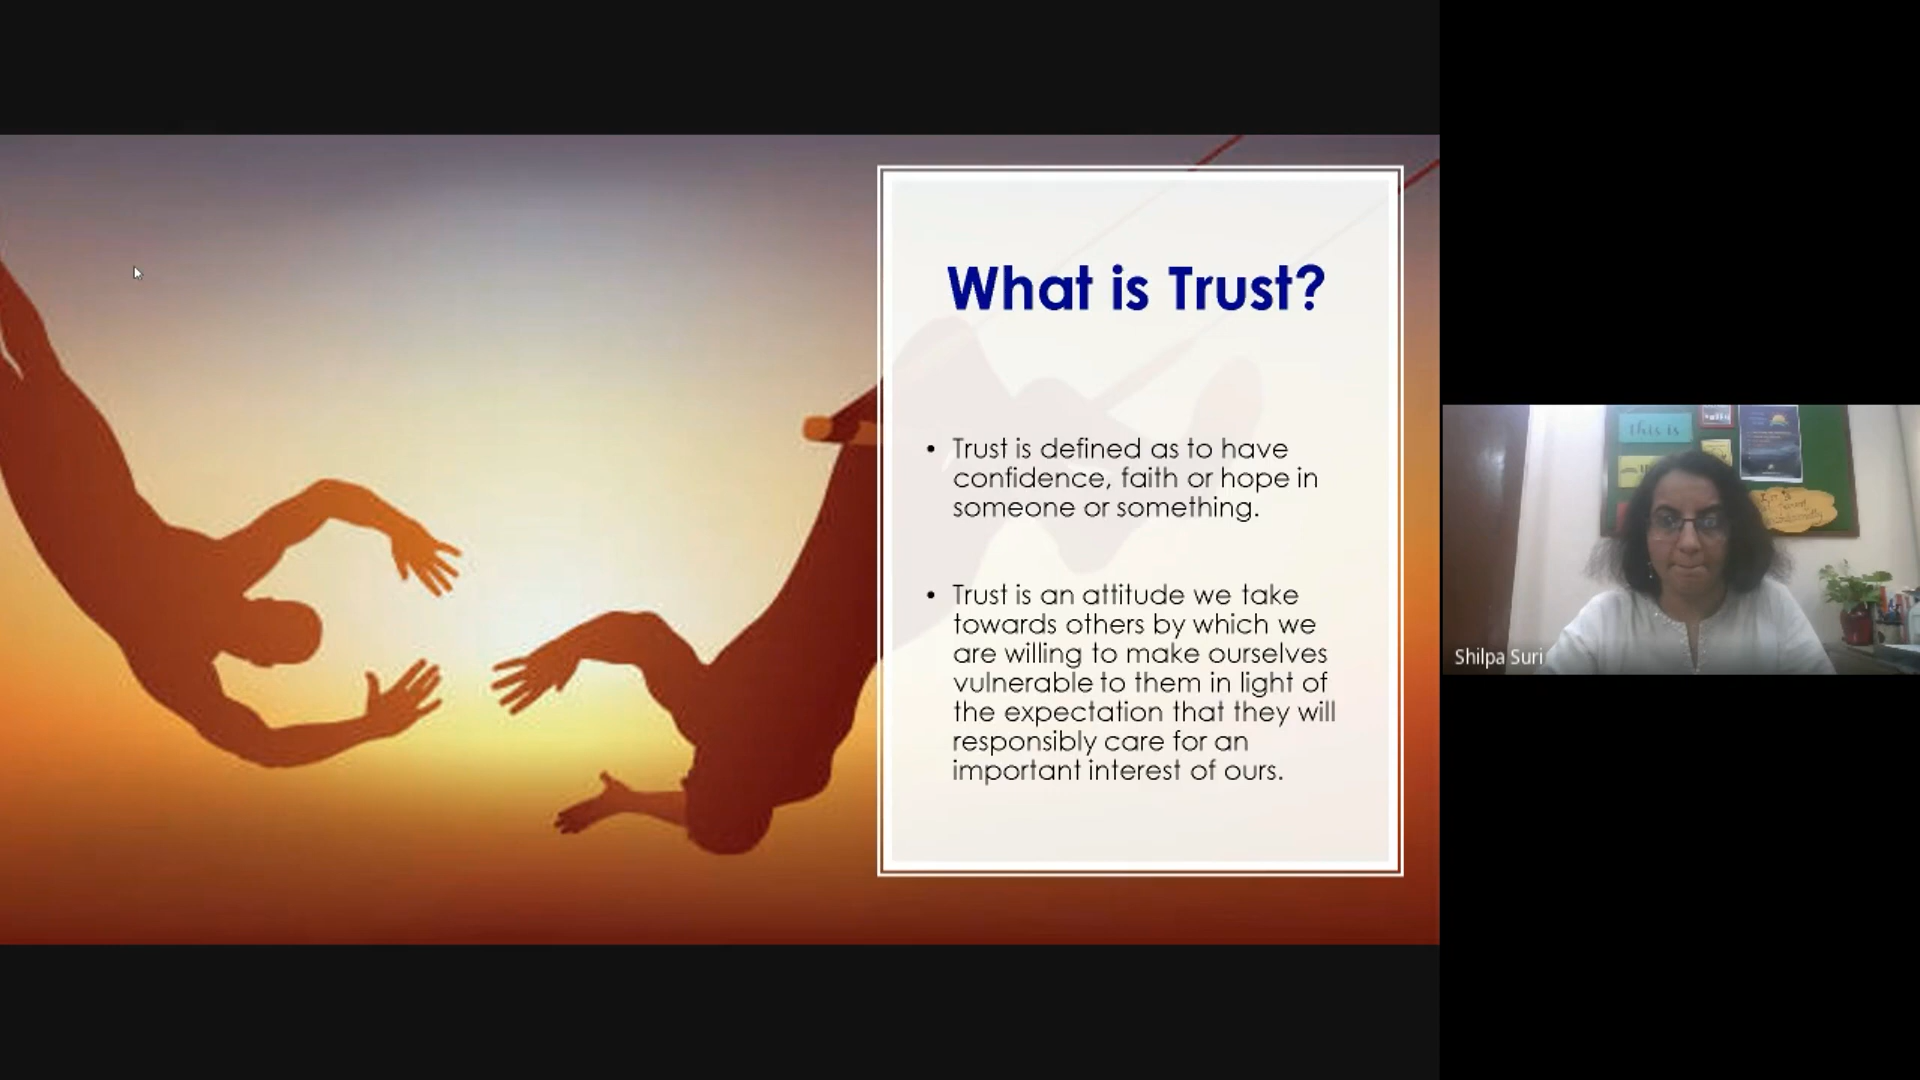 What is Trust?
• Trust is defined as to have
confidence, faith or hope in
someone or something.
• Trust is an attitude we take
towards others by which we
are willing to make ourselves
vulnerable to them in light of
the expectation that they will
responsibly care for an
important interest of ours.
this is
Shilpa Suri